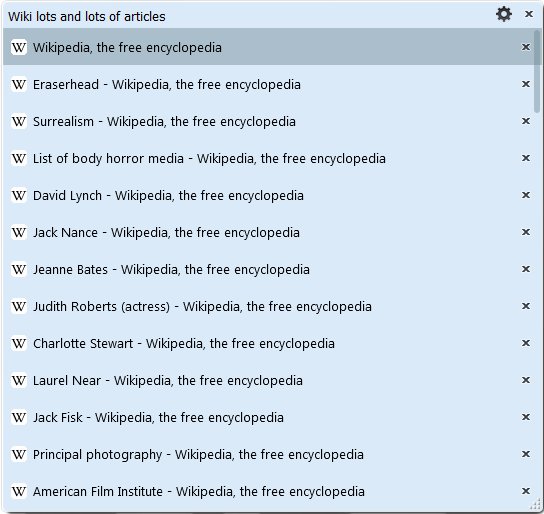 Wiki lots and lots of articles
W Wikipedia, the free encyclopedia
W Eraserhead - Wikipedia, the free encyclopedia
W Surrealism - Wikipedia, the free encyclopedia
W List of body horror media - Wikipedia, the free encyclopedia
W David Lynch - Wikipedia, the free encyclopedia
W Jack Nance - Wikipedia, the free encyclopedia
W Jeanne Bates - Wikipedia, the free encyclopedia
W Judith Roberts (actress) - Wikipedia, the free encyclopedia
W Charlotte Stewart - Wikipedia, the free encyclopedia
W Laurel Near - Wikipedia, the free encyclopedia
W Jack Fisk - Wikipedia, the free encyclopedia
W Principal photography - Wikipedia, the free encyclopedia
W American Film Institute - Wikipedia, the free encyclopedia